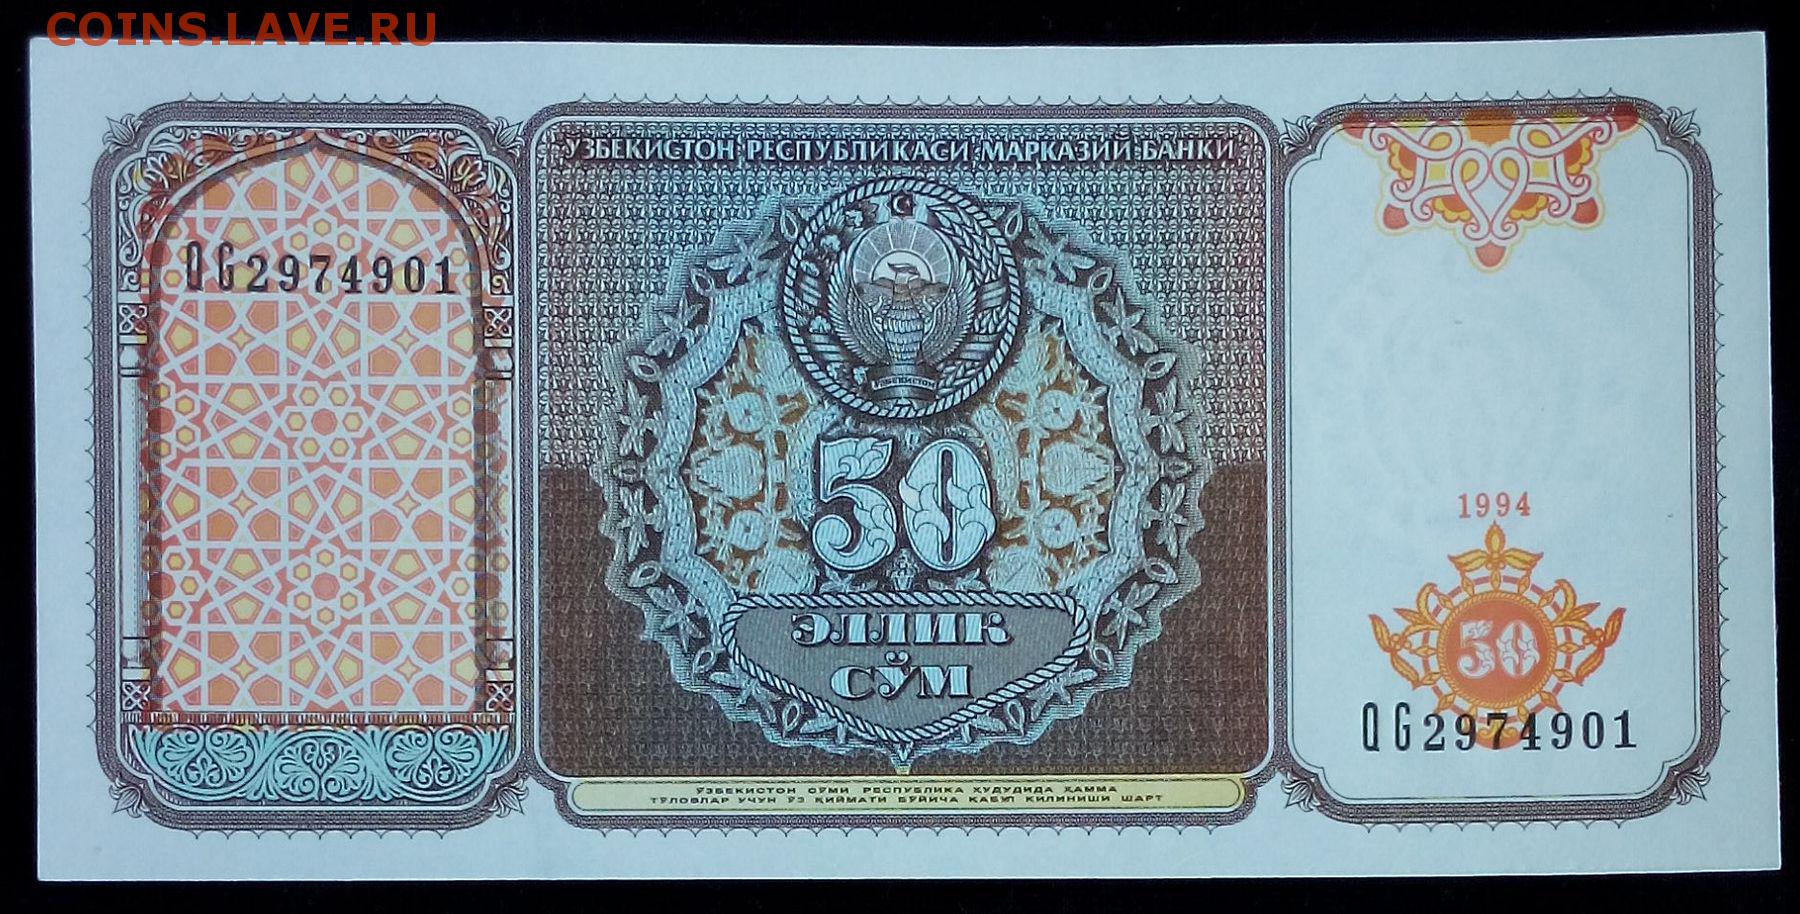 COINS.LAVE.RU
ЎЗБЕКИСТОН РЕСПУБЛИКАСИ МАРКАЗИЙ БАНКИ
QG2974901
ЎЗБЕКИСТОН
50
1994
50
ЭЛЛИК
СЎМ
QG2974901
ЎЗБЕКИСТОН СЎМИ РЕСПУБЛИКА ҲУДУДИДА ҲАММА
ТЎЛОВЛАР УЧУН ЎЗ ҚИЙМАТИ БЎЙИЧА ҚАБУЛ ҚИЛИНИШИ ШАРТ